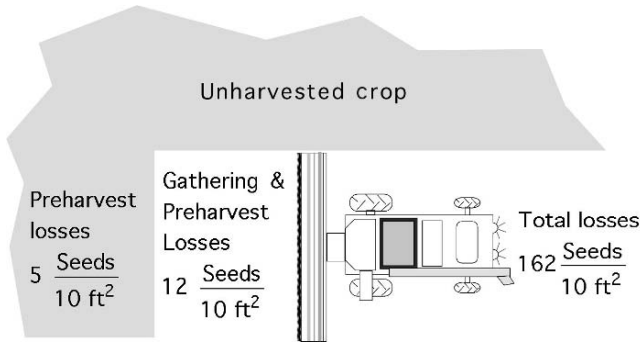 Unharvested crop
Preharvest
losses
5 Seeds
10 ft²
Gathering &
Preharvest
Losses
12 Seeds
10 ft²
Total losses
162 Seeds
10 ft²